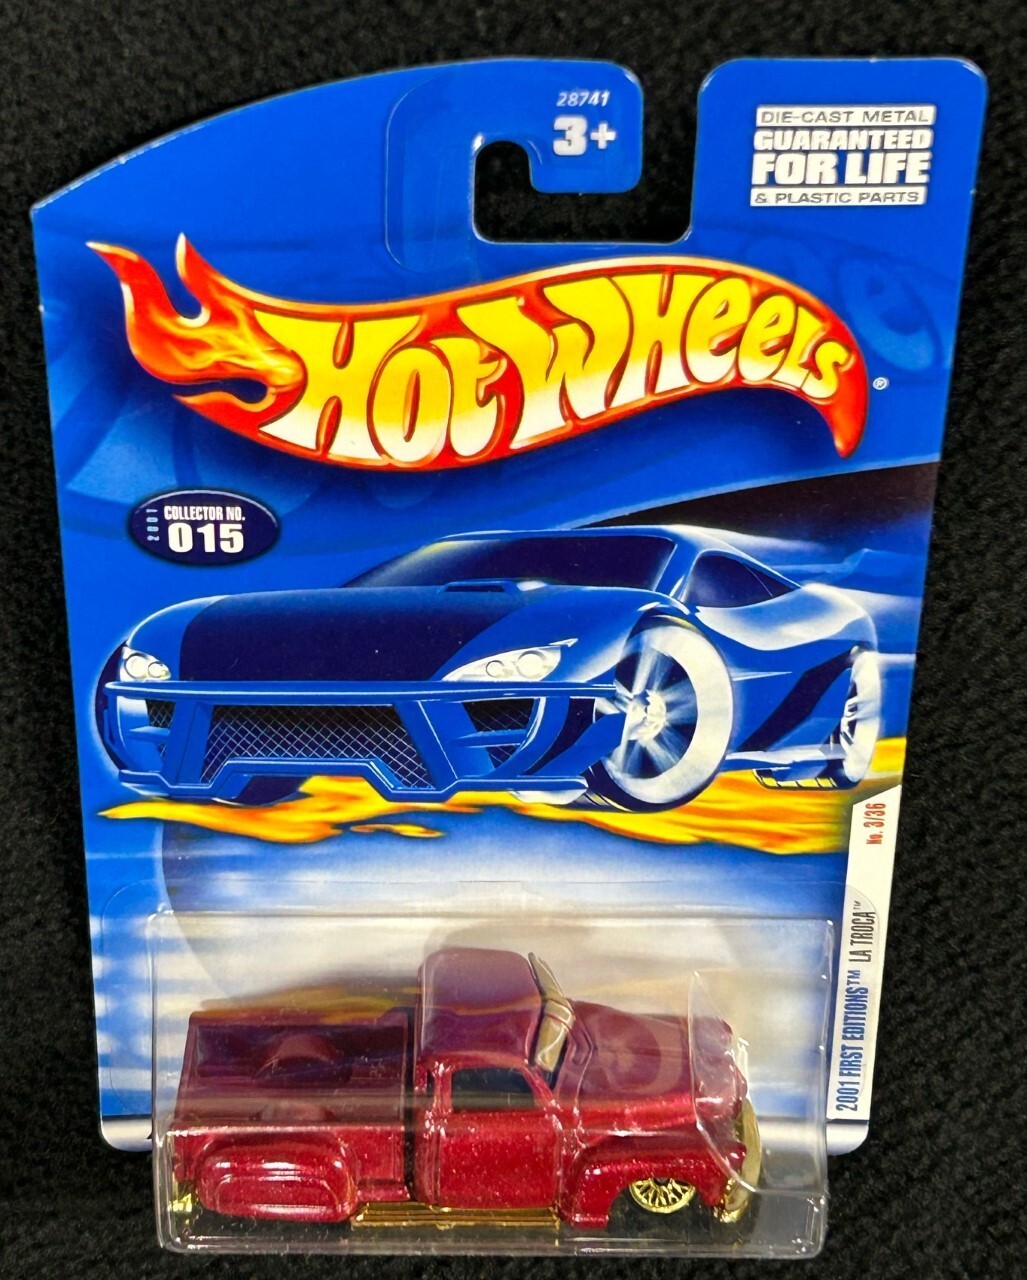 28741
3+
DIE-CAST METAL
GUARANTEED
FOR LIFE
& PLASTIC PARTS
HOT WHEELS®
2001
COLLECTOR NO.
015
No. 3/36
2001 FIRST EDITIONS™ LA TROCA™